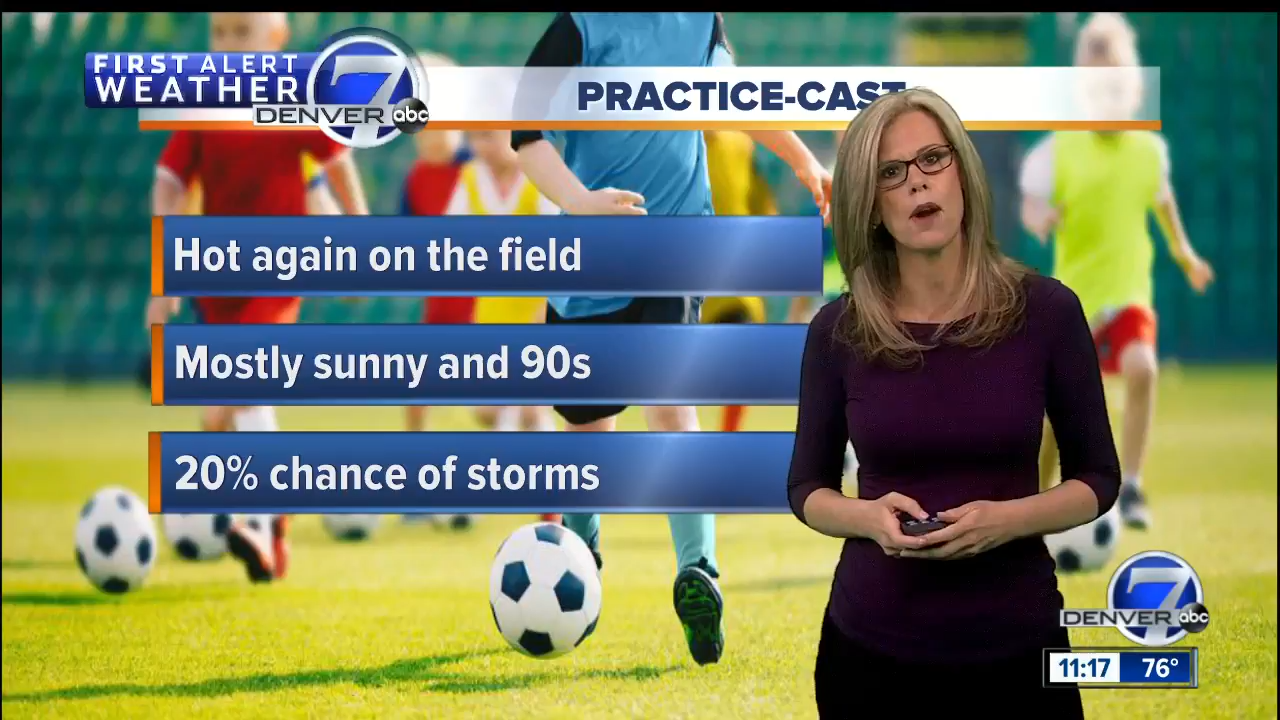 FIRST ALERT
WEATHER
7
DENVER abc
PRACTICE-CAST
Hot again on the field
Mostly sunny and 90s
20% chance of storms
7
DENVER abc
11:17 76°